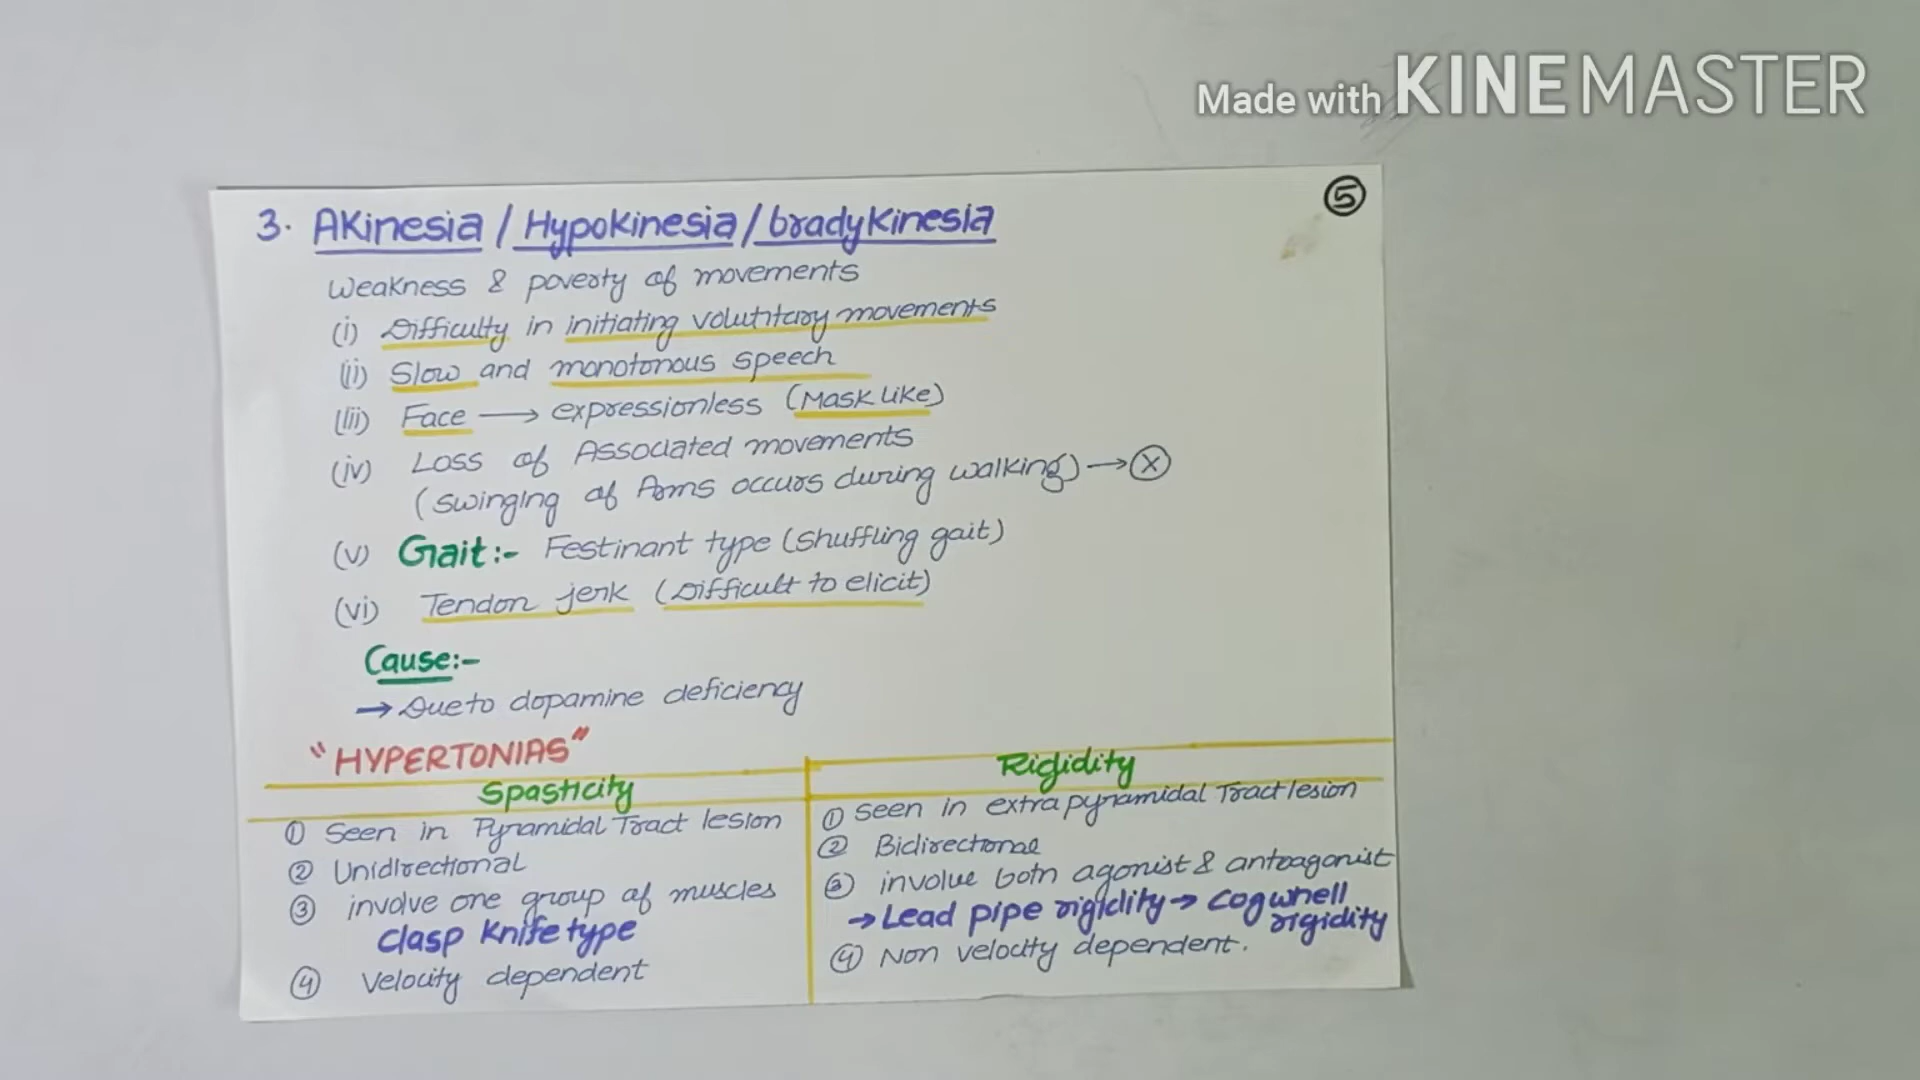 Made with KINEMASTER
5
3. AKinesia / Hypokinesia / bradykinesia
Weakness & poverty of movements
(i) Difficulty in initiating volutitary movements
(ii) Slow and monotonous speech
(iii) Face → expressionless (Mask like)
(iv) Loss of Associated movements
(swinging of Arms occurs during walking) → X
(v) Gait:- Festinant type (shuffling gait)
(vi) Tendon jerk (Difficult to elicit)
Cause:-
→ Due to dopamine deficiency
"HYPERTONIAS"
Spasticity
① Seen in Pyramidal Tract lesion
② Unidirectional
③ involve one group of muscles
Clasp Knife type
④ Velocity dependent
Rigidity
① Seen in extrapyramidal Tract lesion
② Bidirectional
③ involve both agonist & antoagonist
→ Lead pipe rigidity → Cogwhell
rigidity
④ Non velocity dependent.